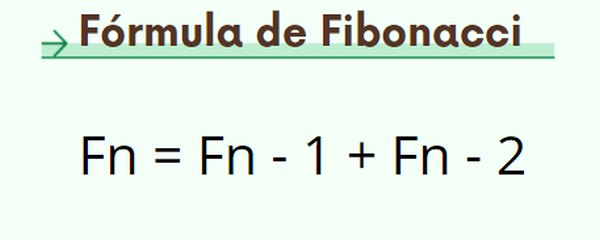 Fórmula de Fibonacci
Fn = Fn - 1 + Fn - 2